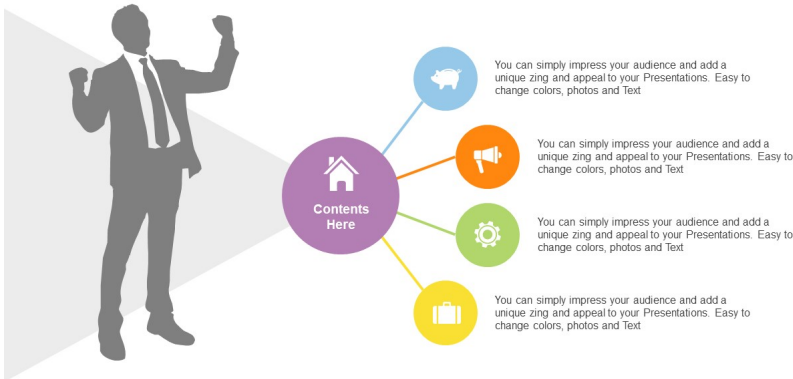 You can simply impress your audience and add a
unique zing and appeal to your Presentations. Easy to
change colors, photos and Text
You can simply impress your audience and add a
unique zing and appeal to your Presentations. Easy to
change colors, photos and Text
Contents
Here
You can simply impress your audience and add a
unique zing and appeal to your Presentations. Easy to
change colors, photos and Text
You can simply impress your audience and add a
unique zing and appeal to your Presentations. Easy to
change colors, photos and Text